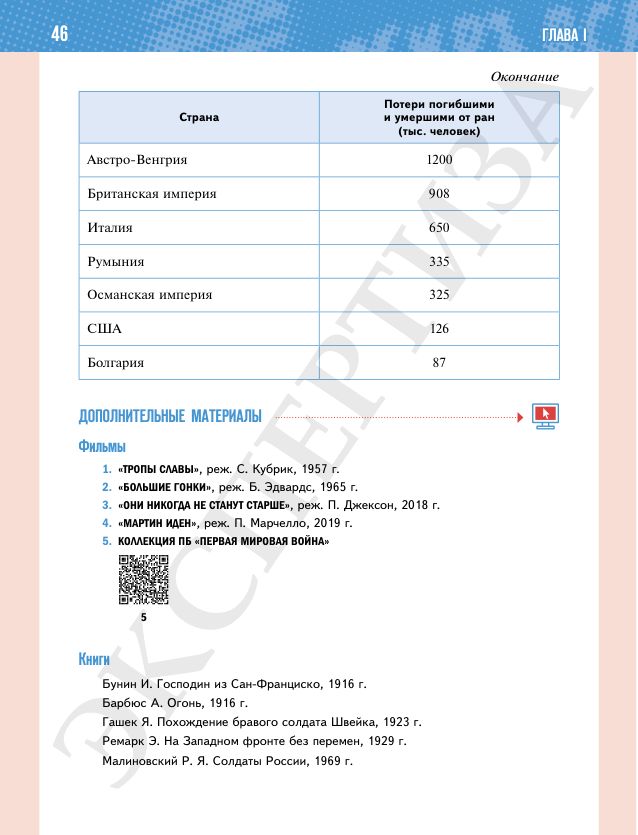 46
ГЛАВА I
Окончание
Страна
Потери погибшими
и умершими от ран
(тыс. человек)
Австро-Венгрия 1200
Британская империя 908
Италия 650
Румыния 335
Османская империя 325
США 126
Болгария 87
ДОПОЛНИТЕЛЬНЫЕ МАТЕРИАЛЫ
Фильмы
1. «ТРОПЫ СЛАВЫ», реж. С. Кубрик, 1957 г.
2. «БОЛЬШИЕ ГОНКИ», реж. Б. Эдвардс, 1965 г.
3. «ОНИ НИКОГДА НЕ СТАНУТ СТАРШЕ», реж. П. Джексон, 2018 г.
4. «МАРТИН ИДЕН», реж. П. Марчелло, 2019 г.
5. КОЛЛЕКЦИЯ ПБ «ПЕРВАЯ МИРОВАЯ ВОЙНА»
5
Книги
Бунин И. Господин из Сан-Франциско, 1916 г.
Барбюс А. Огонь, 1916 г.
Гашек Я. Похождение бравого солдата Швейка, 1923 г.
Ремарк Э. На Западном фронте без перемен, 1929 г.
Малиновский Р. Я. Солдаты России, 1969 г.
ЭКСПЕРТИЗА